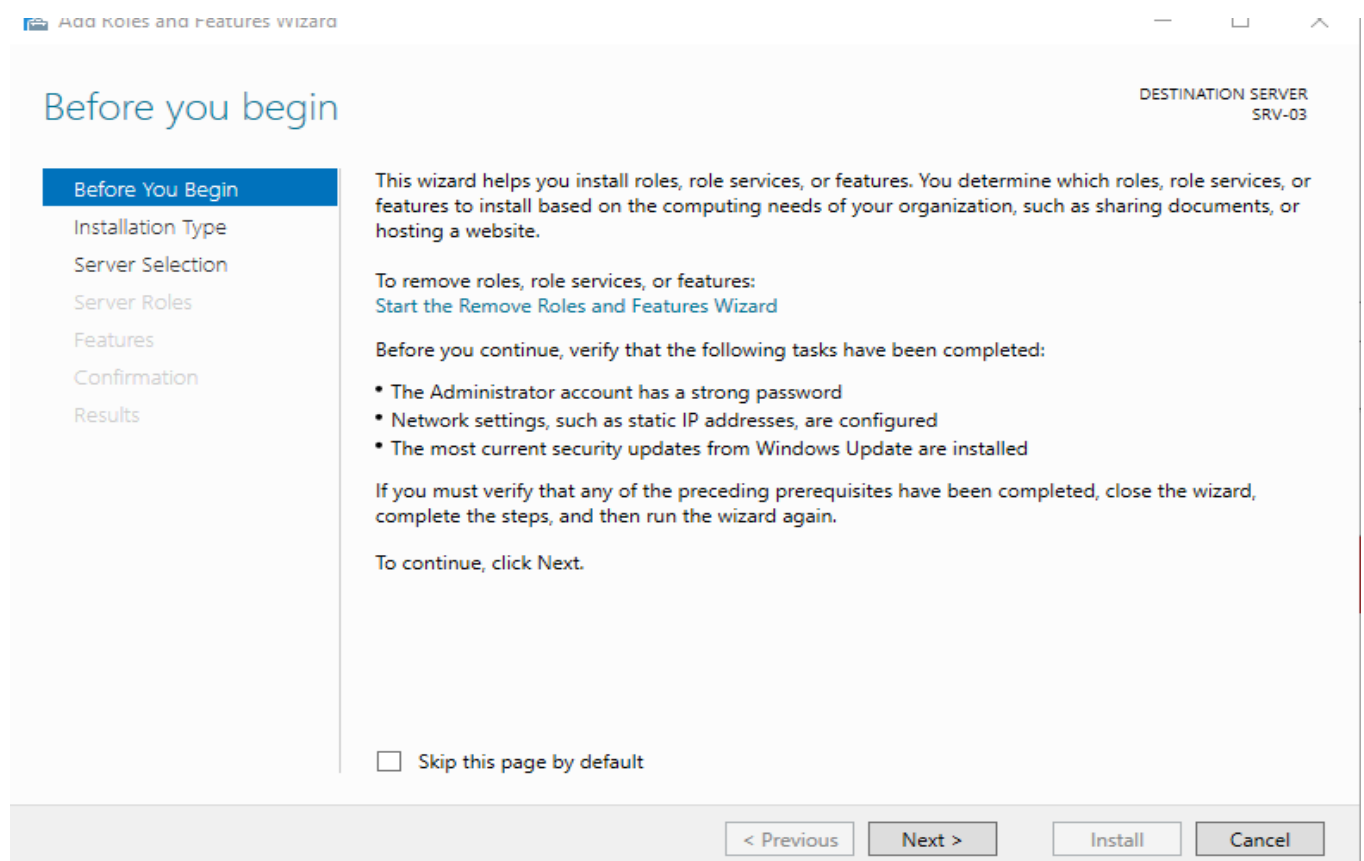 Add Roles and Features Wizard
Before you begin
DESTINATION SERVER
SRV-03
Before You Begin
Installation Type
Server Selection
Server Roles
Features
Confirmation
Results
This wizard helps you install roles, role services, or features. You determine which roles, role services, or
features to install based on the computing needs of your organization, such as sharing documents, or
hosting a website.
To remove roles, role services, or features:
Start the Remove Roles and Features Wizard
Before you continue, verify that the following tasks have been completed:
• The Administrator account has a strong password
• Network settings, such as static IP addresses, are configured
• The most current security updates from Windows Update are installed
If you must verify that any of the preceding prerequisites have been completed, close the wizard,
complete the steps, and then run the wizard again.
To continue, click Next.
Skip this page by default
< Previous
Next >
Install
Cancel